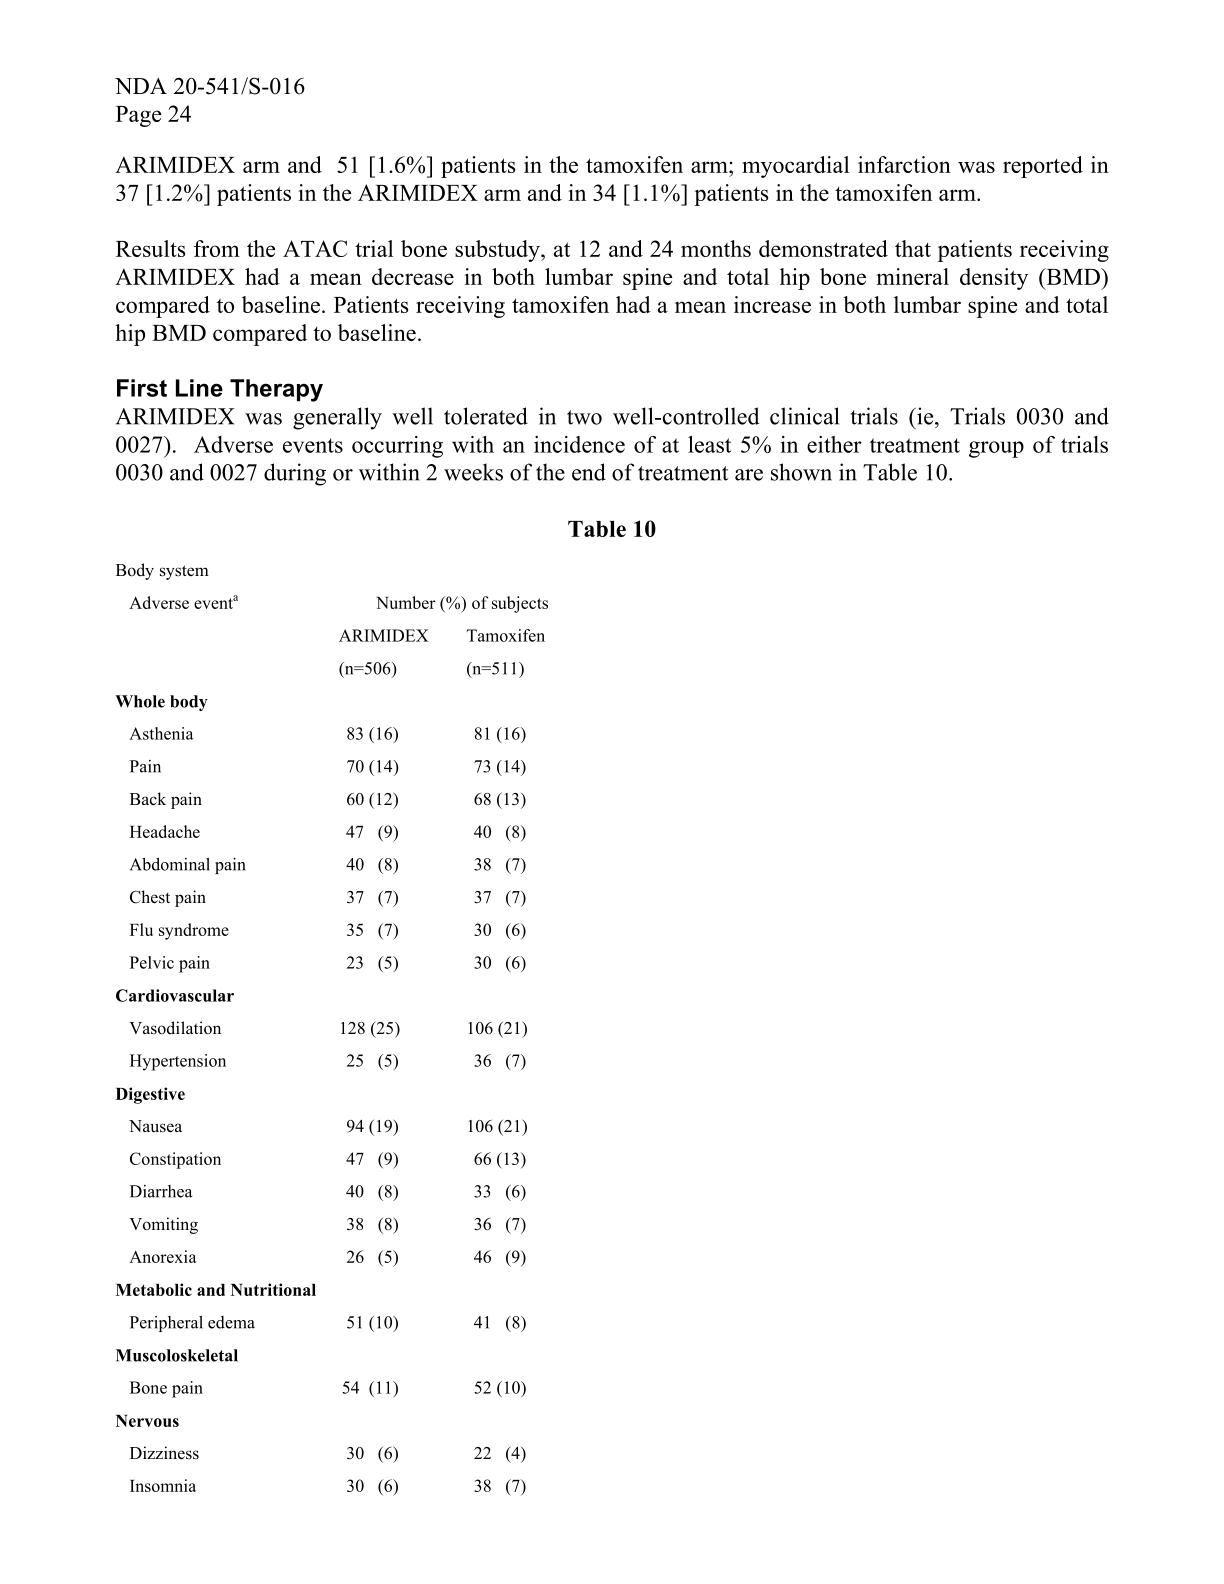 NDA 20-541/S-016
Page 24
ARIMIDEX arm and  51 [1.6%] patients in the tamoxifen arm; myocardial infarction was reported in
37 [1.2%] patients in the ARIMIDEX arm and in 34 [1.1%] patients in the tamoxifen arm.
Results from the ATAC trial bone substudy, at 12 and 24 months demonstrated that patients receiving
ARIMIDEX had a mean decrease in both lumbar spine and total hip bone mineral density (BMD)
compared to baseline. Patients receiving tamoxifen had a mean increase in both lumbar spine and total
hip BMD compared to baseline.
First Line Therapy
ARIMIDEX was generally well tolerated in two well-controlled clinical trials (ie, Trials 0030 and
0027).  Adverse events occurring with an incidence of at least 5% in either treatment group of trials
0030 and 0027 during or within 2 weeks of the end of treatment are shown in Table 10.
Table 10
Body system
Adverse eventa Number (%) of subjects
ARIMIDEX Tamoxifen
(n=506) (n=511)
Whole body
Asthenia 83 (16) 81 (16)
Pain 70 (14) 73 (14)
Back pain 60 (12) 68 (13)
Headache 47 (9) 40 (8)
Abdominal pain 40 (8) 38 (7)
Chest pain 37 (7) 37 (7)
Flu syndrome 35 (7) 30 (6)
Pelvic pain 23 (5) 30 (6)
Cardiovascular
Vasodilation 128 (25) 106 (21)
Hypertension 25 (5) 36 (7)
Digestive
Nausea 94 (19) 106 (21)
Constipation 47 (9) 66 (13)
Diarrhea 40 (8) 33 (6)
Vomiting 38 (8) 36 (7)
Anorexia 26 (5) 46 (9)
Metabolic and Nutritional
Peripheral edema 51 (10) 41 (8)
Muscoloskeletal
Bone pain 54 (11) 52 (10)
Nervous
Dizziness 30 (6) 22 (4)
Insomnia 30 (6) 38 (7)